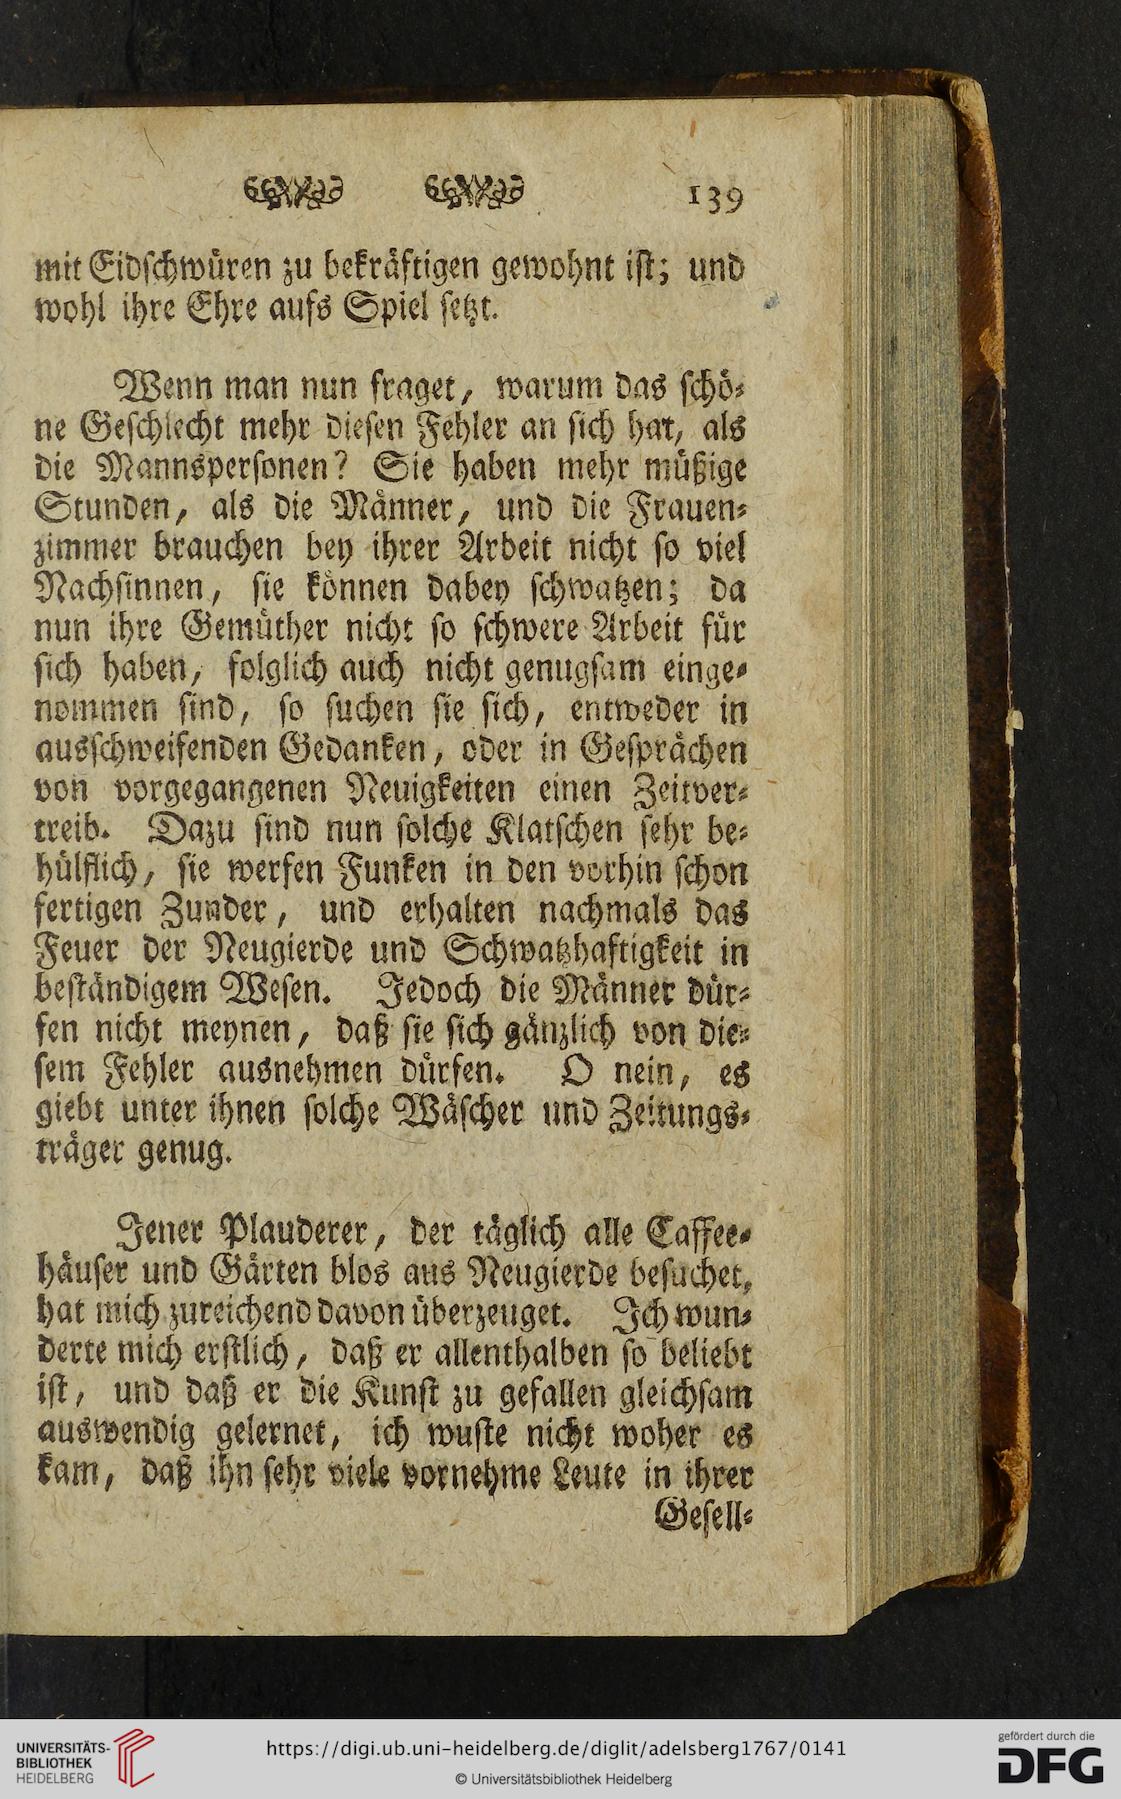 139
mit Eidschwüren zu bekräftigen gewohnt ist; und
wohl ihre Ehre aufs Spiel setzt.
Wenn man nun fraget, warum das schö-
ne Geschlecht mehr diesen Fehler an sich hat, als
die Mannspersonen? Sie haben mehr müßige
Stunden, als die Männer, und die Frauen-
zimmer brauchen bey ihrer Arbeit nicht so viel
Nachsinnen, sie können dabey schwatzen; da
nun ihre Gemüther nicht so schwere Arbeit für
sich haben, folglich auch nicht genugsam einge-
nommen sind, so suchen sie sich, entweder in
ausschweifenden Gedanken, oder in Gesprächen
von vorgegangenen Neuigkeiten einen Zeitver-
treib. Dazu sind nun solche Klatschen sehr be-
hülflich, sie werfen Funken in den vorhin schon
fertigen Zunder, und erhalten nachmals das
Feuer der Neugierde und Schwatzhaftigkeit in
beständigem Wesen. Jedoch die Männer dür-
fen nicht meynen, daß sie sich gänzlich von die-
sem Fehler ausnehmen dürfen. O nein, es
giebt unter ihnen solche Wäscher und Zeitungs-
träger genug.
Jener Plauderer, der täglich alle Caffee-
häuser und Gärten blos aus Neugierde besuchet,
hat mich zureichend davon überzeuget. Ich wun-
derte mich erstlich, daß er allenthalben so beliebt
ist, und daß er die Kunst zu gefallen gleichsam
auswendig gelernet, ich wuste nicht woher es
kam, daß ihn sehr viele vornehme Leute in ihrer
Gesell-
UNIVERSITÄTS-
BIBLIOTHEK
HEIDELBERG
https://digi.ub.uni-heidelberg.de/diglit/adelsberg1767/0141
© Universitätsbibliothek Heidelberg
gefördert durch die
DFG